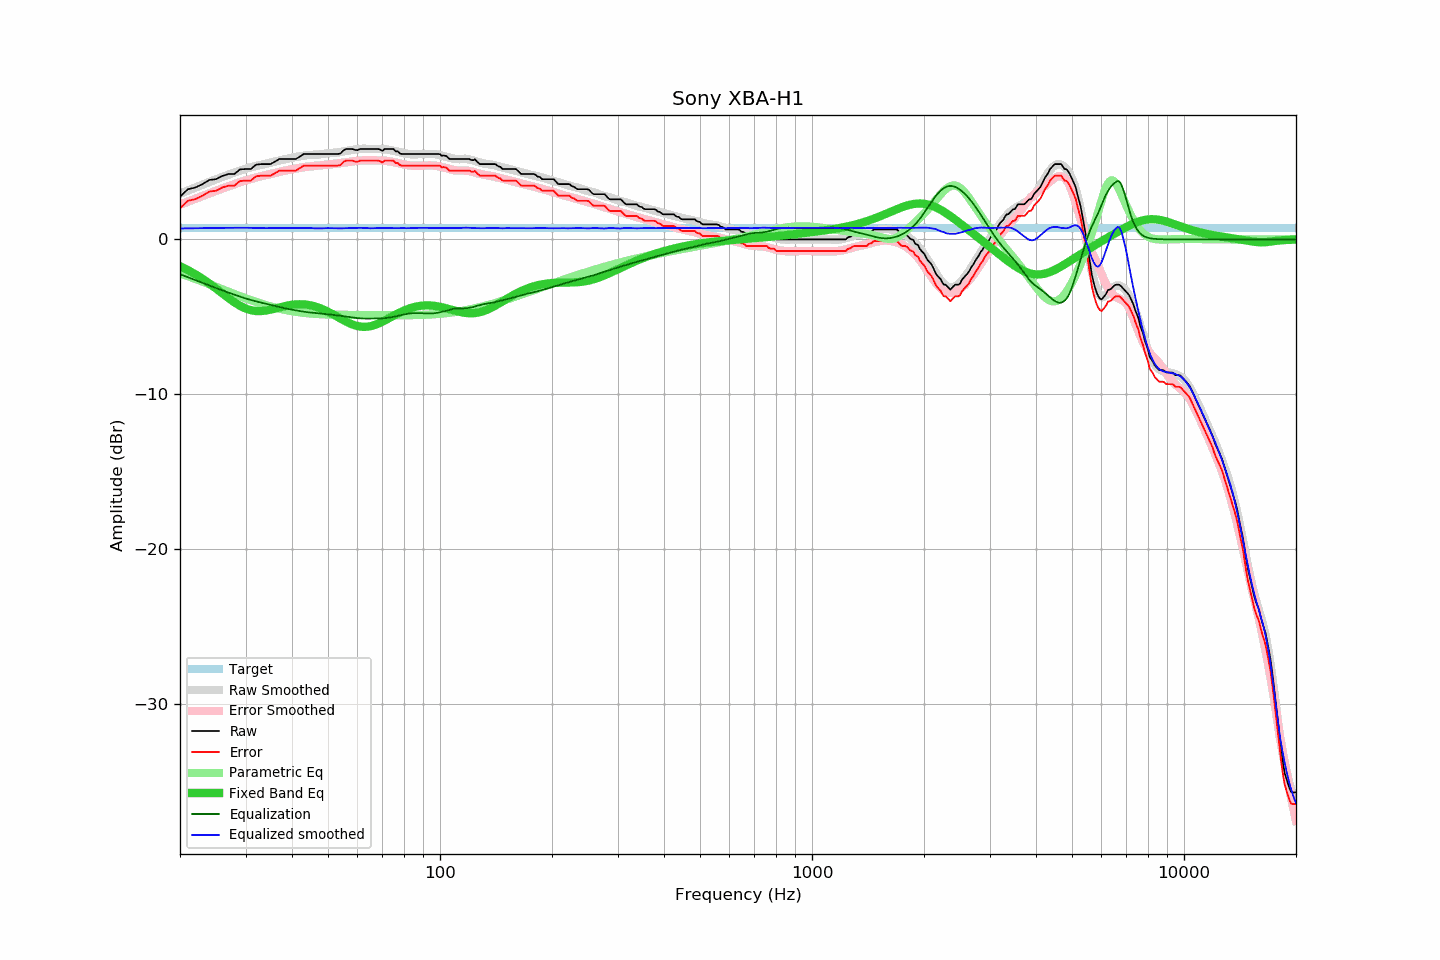 Sony XBA-H1
Amplitude (dBr)
0
−10
−20
−30
Target
Raw Smoothed
Error Smoothed
Raw
Error
Parametric Eq
Fixed Band Eq
Equalization
Equalized smoothed
100
1000
10000
Frequency (Hz)